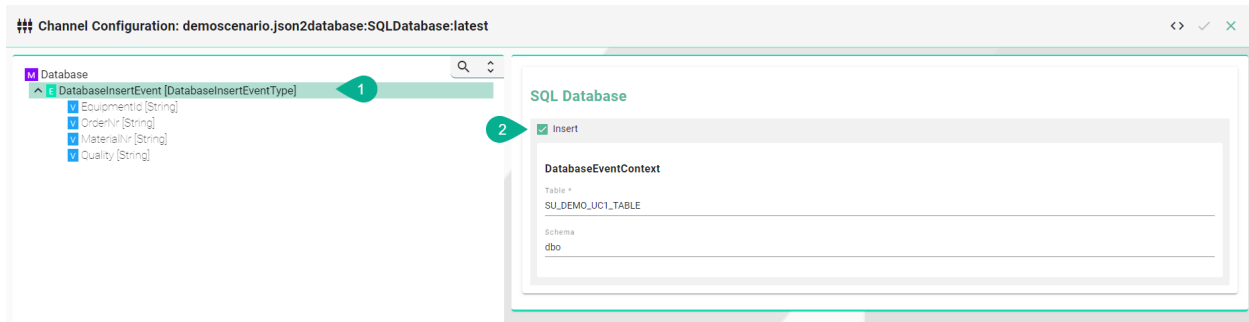 Channel Configuration: demoscenario.json2database:SQLDatabase:latest
M Database
E DatabaseInsertEvent [DatabaseInsertEventType]
1
V EquipmentId [String]
V OrderNr [String]
V MaterialNr [String]
V Quality [String]
SQL Database
2
Insert
DatabaseEventContext
Table *
SU_DEMO_UC1_TABLE
Schema
dbo